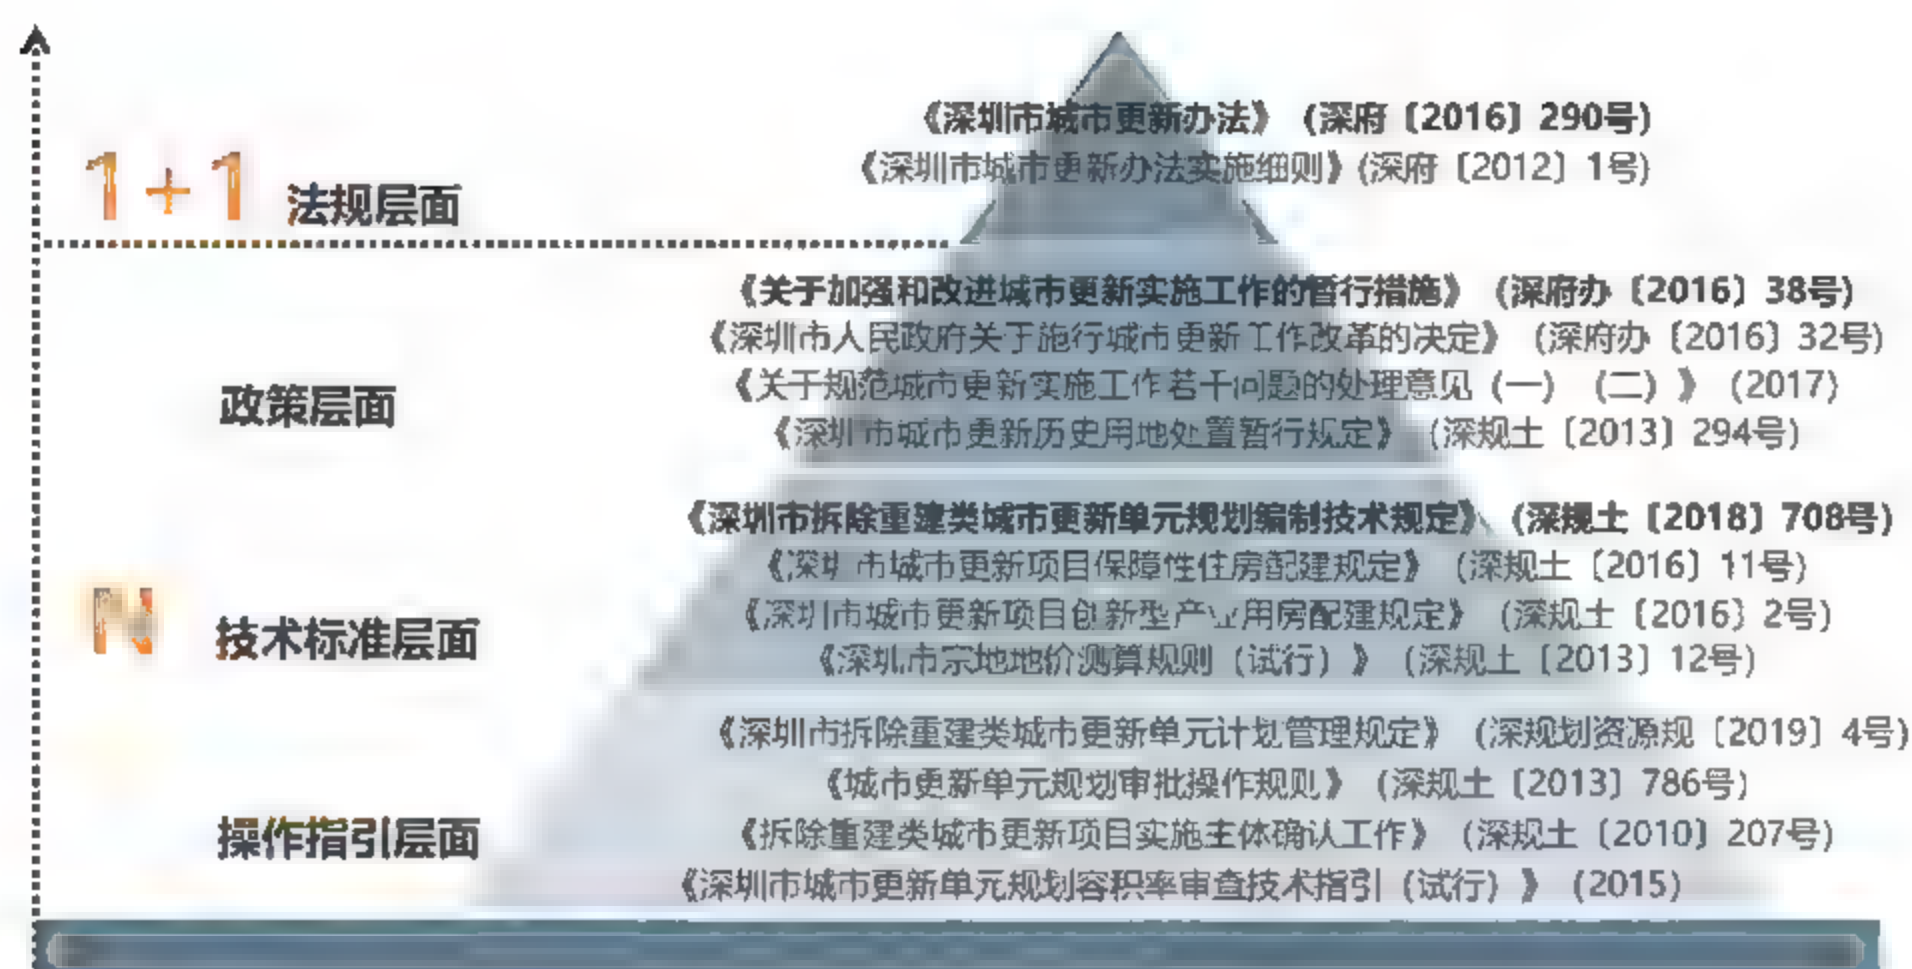 《深圳市城市更新办法》 (深府〔2016〕290号)
《深圳市城市更新办法实施细则》(深府〔2012〕1号)
1+1 法规层面
《关于加强和改进城市更新实施工作的暂行措施》 (深府办〔2016〕38号)
《深圳市人民政府关于施行城市更新工作改革的决定》 (深府办〔2016〕32号)
《关于规范城市更新实施工作若干问题的处理意见（一）（二）》 (2017)
政策层面
《深圳市城市更新历史用地处置暂行规定》 (深规土〔2013〕294号)
《深圳市拆除重建类城市更新单元规划编制技术规定》 (深规土〔2018〕708号)
《深圳市城市更新项目保障性住房配建规定》 (深规土〔2016〕11号)
《深圳市城市更新项目创新型产业用房配建规定》 (深规土〔2016〕2号)
N 技术标准层面
《深圳市宗地地价测算规则（试行）》 (深规土〔2013〕12号)
《深圳市拆除重建类城市更新单元计划管理规定》 (深规划资源规〔2019〕4号)
《城市更新单元规划审批操作规则》 (深规土〔2013〕786号)
《拆除重建类城市更新项目实施主体确认工作》 (深规土〔2010〕207号)
操作指引层面
《深圳市城市更新单元规划容积率审查技术指引（试行）》 (2015)